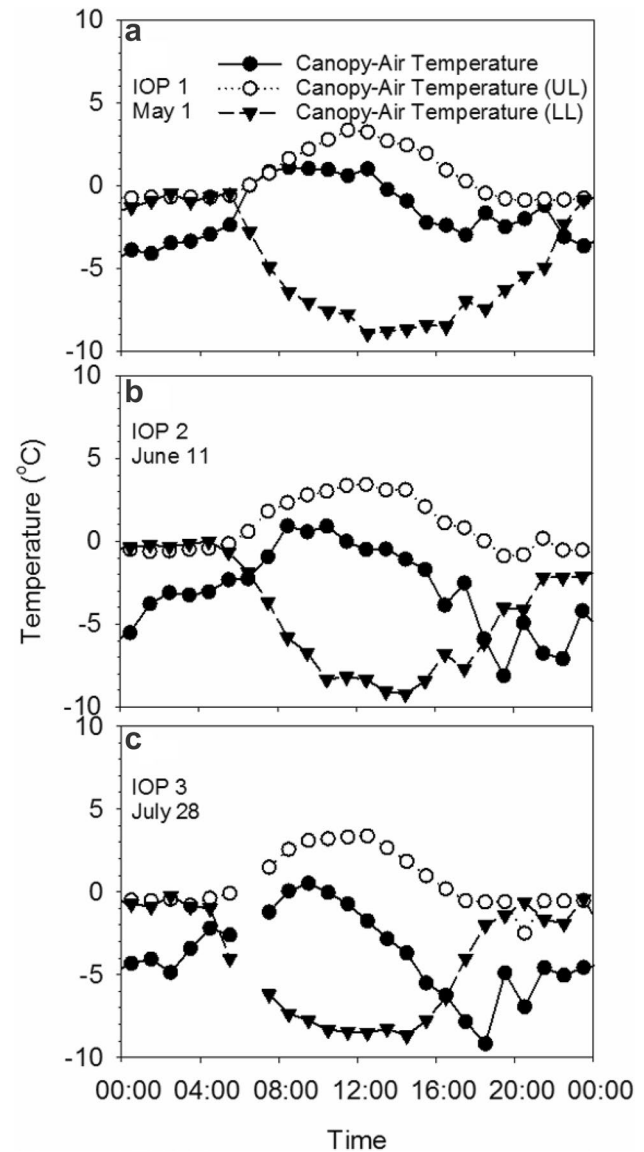 10
a
Canopy-Air Temperature
IOP 1
Canopy-Air Temperature (UL)
May 1
Canopy-Air Temperature (LL)
5
0
-5
-10
10
b
IOP 2
June 11
5
0
-5
-10
Temperature (°C)
10
c
IOP 3
July 28
5
0
-5
-10
00:00 04:00 08:00 12:00 16:00 20:00 00:00
Time